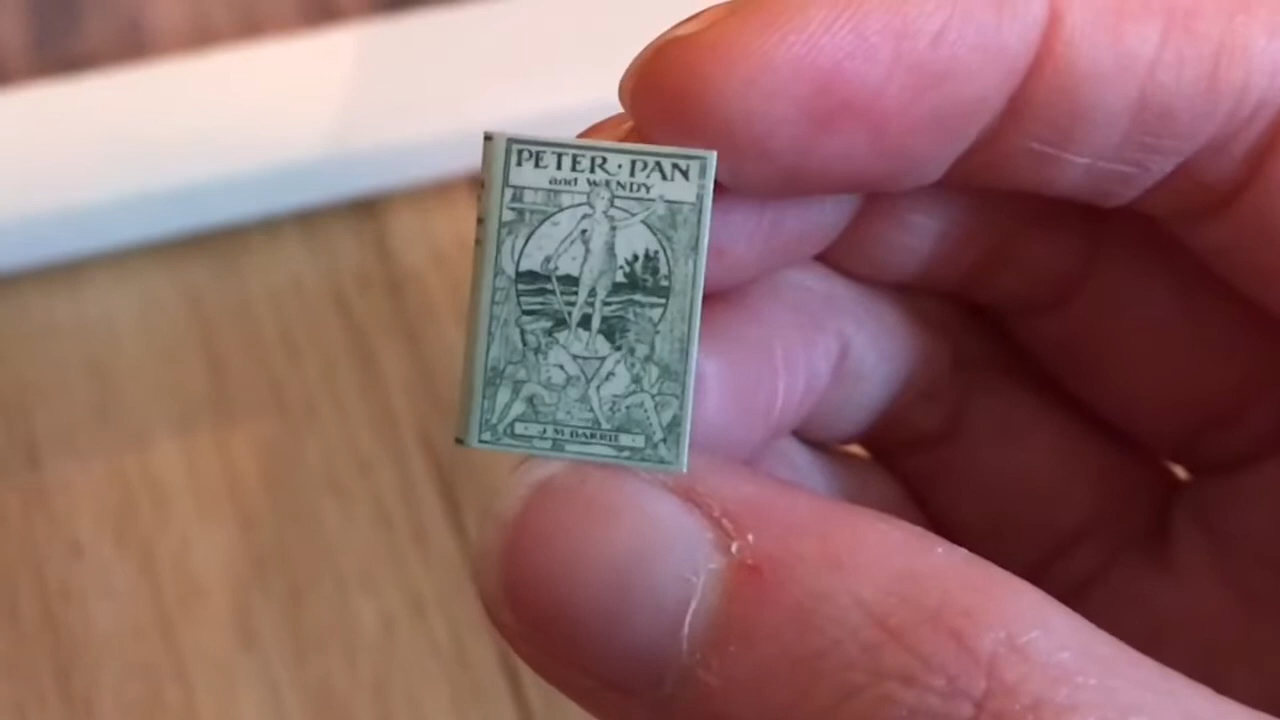 PETER · PAN
and WENDY
· J. M. BARRIE ·